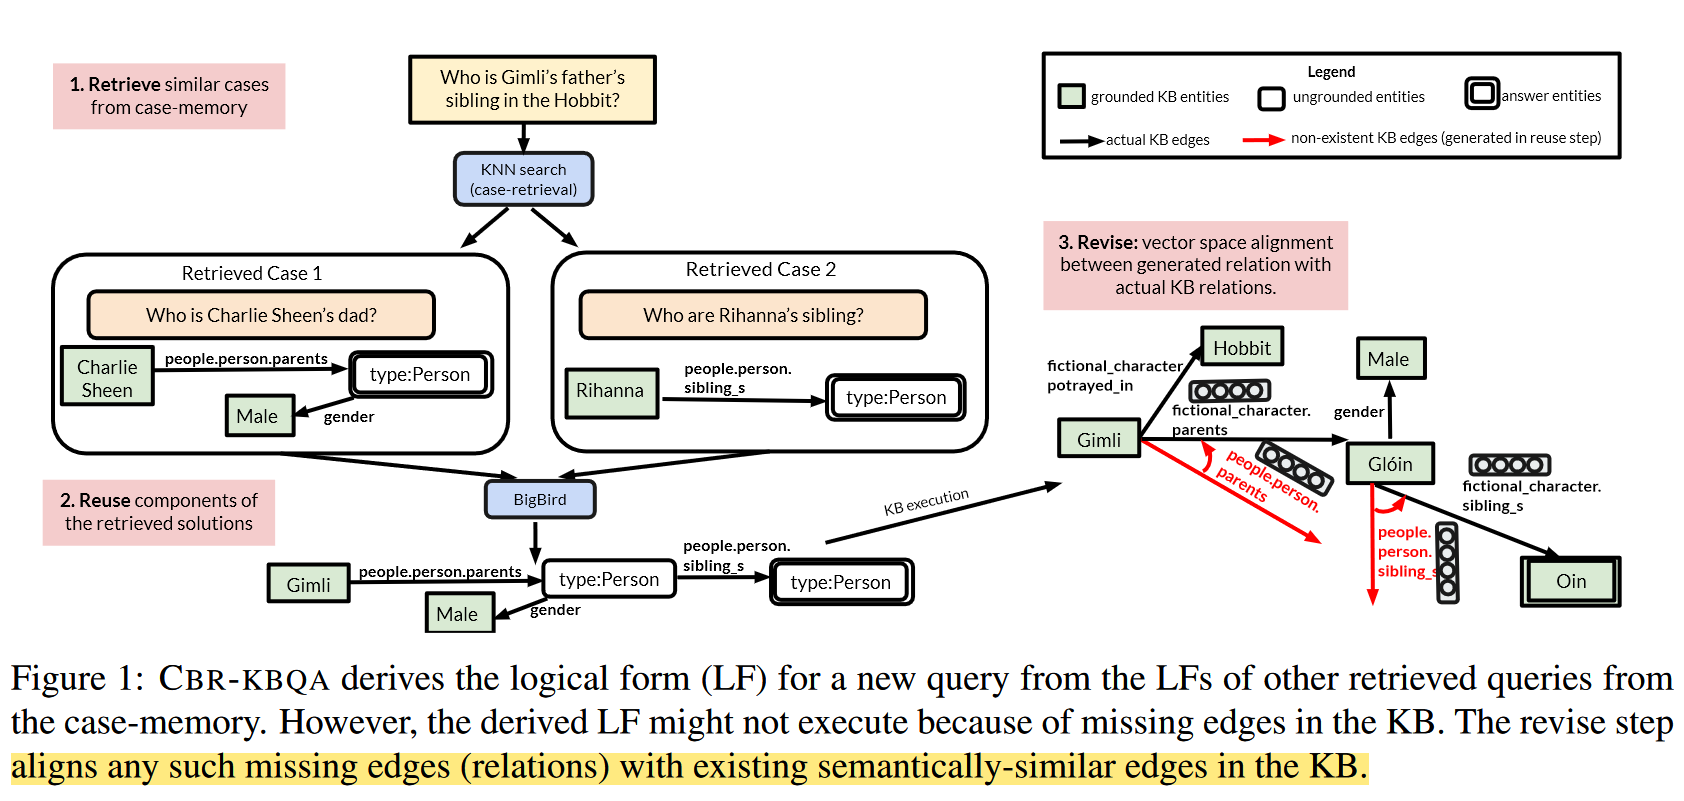 1. Retrieve similar cases
from case-memory
Who is Gimli's father's
sibling in the Hobbit?
KNN search
(case-retrieval)
Retrieved Case 1
Who is Charlie Sheen's dad?
Charlie
Sheen
people.person.parents
type:Person
Male
gender
Retrieved Case 2
Who are Rihanna's sibling?
Rihanna
people.person.
sibling_s
type:Person
2. Reuse components of
the retrieved solutions
BigBird
Gimli
people.person.parents
type:Person
Male
gender
people.person.
sibling_s
type:Person
KB execution
Legend
grounded KB entities
ungrounded entities
answer entities
actual KB edges
non-existent KB edges (generated in reuse step)
3. Revise: vector space alignment
between generated relation with
actual KB relations.
fictional_character
potrayed_in
Hobbit
Male
fictional_character.
parents
gender
Gimli
Glóin
people.person.
parents
fictional_character.
sibling_s
people.
person.
sibling_s
Oin
Figure 1: CBR-KBQA derives the logical form (LF) for a new query from the LFs of other retrieved queries from
the case-memory. However, the derived LF might not execute because of missing edges in the KB. The revise step
aligns any such missing edges (relations) with existing semantically-similar edges in the KB.